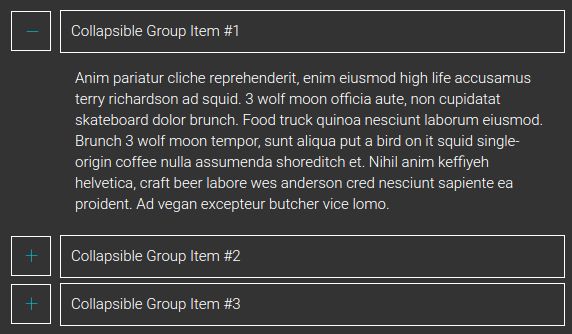 Collapsible Group Item #1
Anim pariatur cliche reprehenderit, enim eiusmod high life accusamus
terry richardson ad squid. 3 wolf moon officia aute, non cupidatat
skateboard dolor brunch. Food truck quinoa nesciunt laborum eiusmod.
Brunch 3 wolf moon tempor, sunt aliqua put a bird on it squid single-
origin coffee nulla assumenda shoreditch et. Nihil anim keffiyeh
helvetica, craft beer labore wes anderson cred nesciunt sapiente ea
proident. Ad vegan excepteur butcher vice lomo.
Collapsible Group Item #2
Collapsible Group Item #3